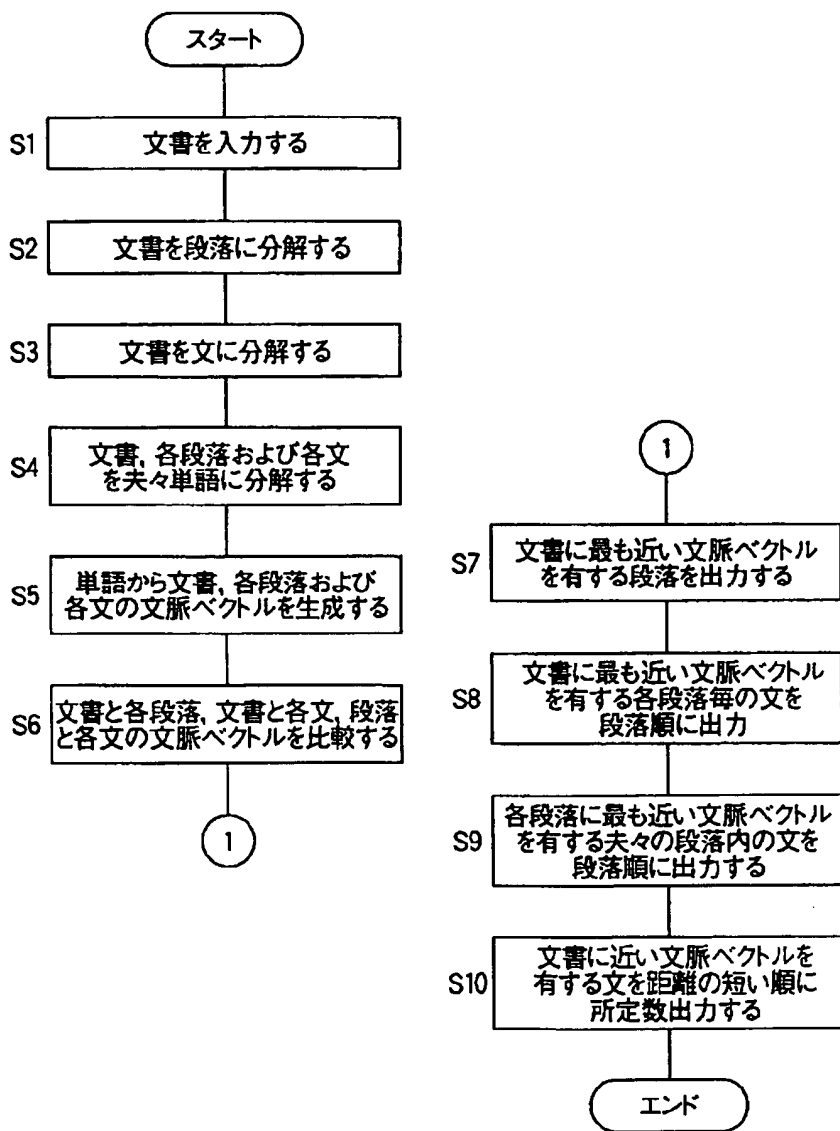 スタート
S1 文書を入力する
S2 文書を段落に分解する
S3 文書を文に分解する
S4 文書, 各段落および各文
を夫々単語に分解する
S5 単語から文書, 各段落および
各文の文脈ベクトルを生成する
S6 文書と各段落, 文書と各文, 段落
と各文の文脈ベクトルを比較する
1
1
S7 文書に最も近い文脈ベクトル
を有する段落を出力する
S8 文書に最も近い文脈ベクトル
を有する各段落毎の文を
段落順に出力
S9 各段落に最も近い文脈ベクトル
を有する夫々の段落内の文を
段落順に出力する
S10 文書に近い文脈ベクトルを
有する文を距離の短い順に
所定数出力する
エンド